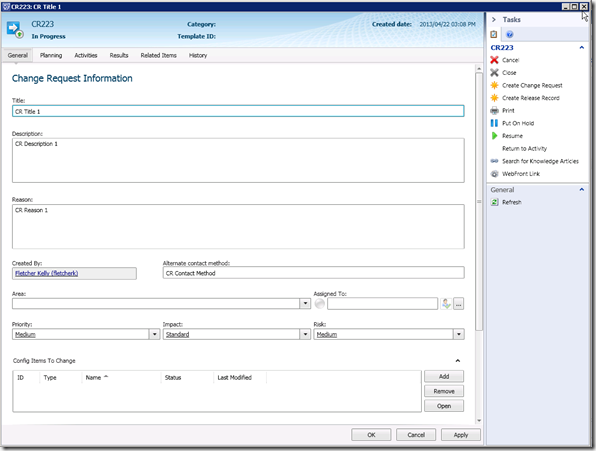 CR223: CR Title 1
CR223 Category: Created date: 2013/04/22 03:08 PM
In Progress Template ID:
General Planning Activities Results Related Items History
Change Request Information
Title:
CR Title 1
Description:
CR Description 1
Reason:
CR Reason 1
Created By: Alternate contact method:
Fletcher Kelly (fletcherk) CR Contact Method
Area: Assigned To:
...
Priority: Impact: Risk:
Medium Standard Medium
Config Items To Change
ID Type Name Status Last Modified
Add
Remove
Open
OK Cancel Apply
Tasks
CR223
Cancel
Close
Create Change Request
Create Release Record
Print
Put On Hold
Resume
Return to Activity
Search for Knowledge Articles
WebFront Link
General
Refresh